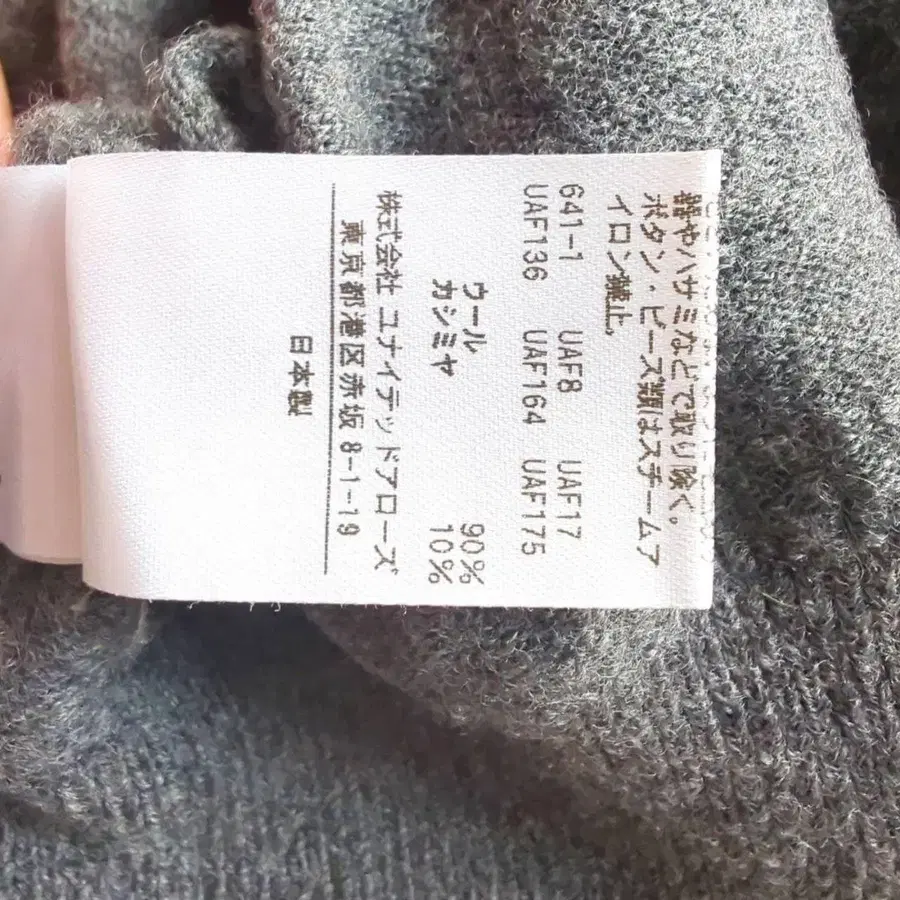 器やハサミなどで取り除く。
ボタン・ビーズ類はスチームア
イロン継止。
641-1 UAF8 UAF17
UAF136 UAF164 UAF175
ウール 90%
カシミヤ 10%
株式会社 ユナイテッドアローズ
東京都港区赤坂8-1-19
日本製